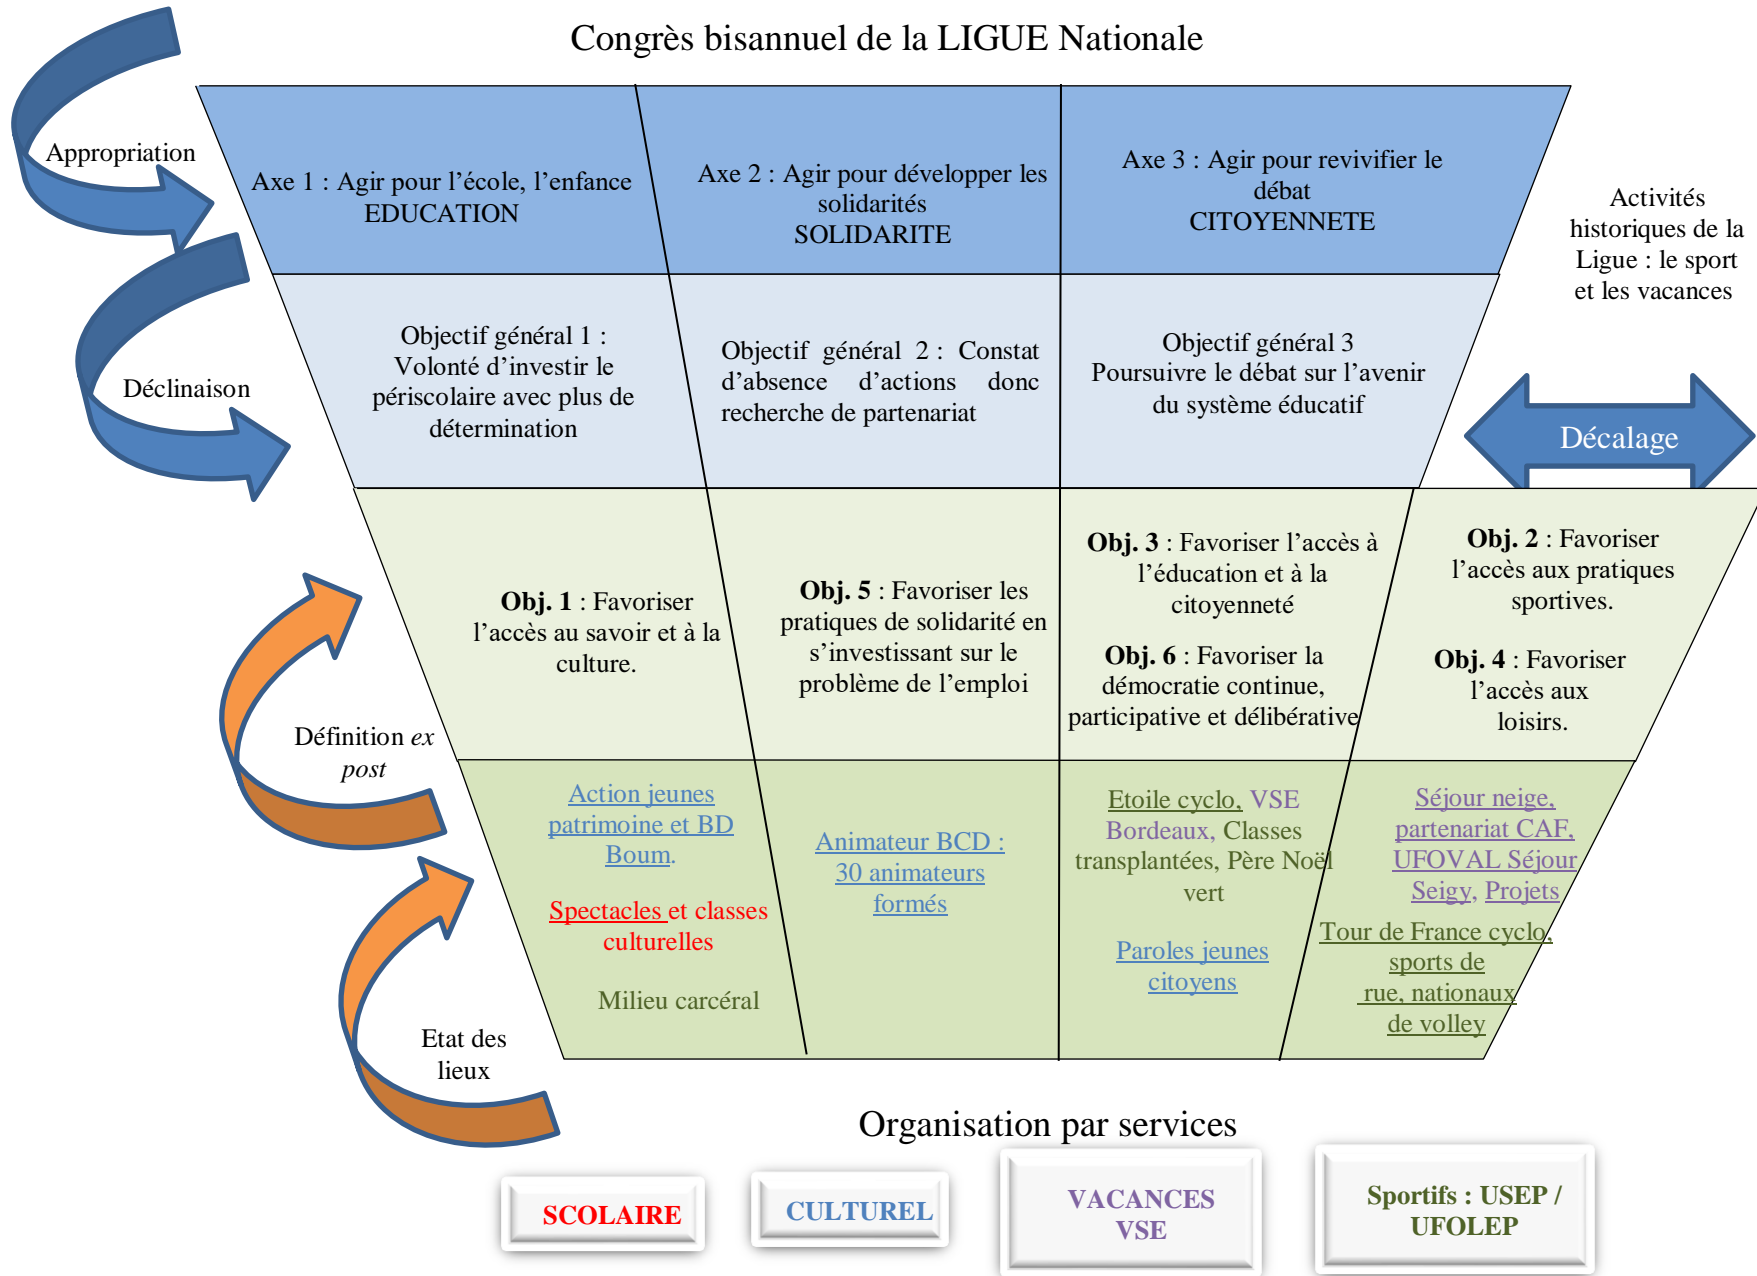 Congrès bisannuel de la LIGUE Nationale
Appropriation
Axe 1 : Agir pour l’école, l’enfance
EDUCATION
Axe 2 : Agir pour développer les
solidarités
SOLIDARITE
Axe 3 : Agir pour revivifier le
débat
CITOYENNETE
Activités
historiques de la
Ligue : le sport
et les vacances
Déclinaison
Objectif général 1 :
Volonté d’investir le
périscolaire avec plus de
détermination
Objectif général 2 : Constat
d’absence d’actions donc
recherche de partenariat
Objectif général 3
Poursuivre le débat sur l’avenir
du système éducatif
Décalage
Obj. 1 : Favoriser
l’accès au savoir et à la
culture.
Obj. 5 : Favoriser les
pratiques de solidarité en
s’investissant sur le
problème de l’emploi
Obj. 3 : Favoriser l’accès à
l’éducation et à la
citoyenneté
Obj. 6 : Favoriser la
démocratie continue,
participative et délibérative
Obj. 2 : Favoriser
l’accès aux pratiques
sportives.
Obj. 4 : Favoriser
l’accès aux
loisirs.
Définition ex
post
Action jeunes
patrimoine et BD
Boum.
Spectacles et classes
culturelles
Milieu carcéral
Animateur BCD :
30 animateurs
formés
Etoile cyclo, VSE
Bordeaux, Classes
transplantées, Père Noël
vert
Paroles jeunes
citoyens
Séjour neige,
partenariat CAF,
UFOVAL Séjour
Seigy, Projets
Tour de France cyclo,
sports de
rue, nationaux
de volley
Etat des
lieux
Organisation par services
SCOLAIRE
CULTUREL
VACANCES
VSE
Sportifs : USEP /
UFOLEP